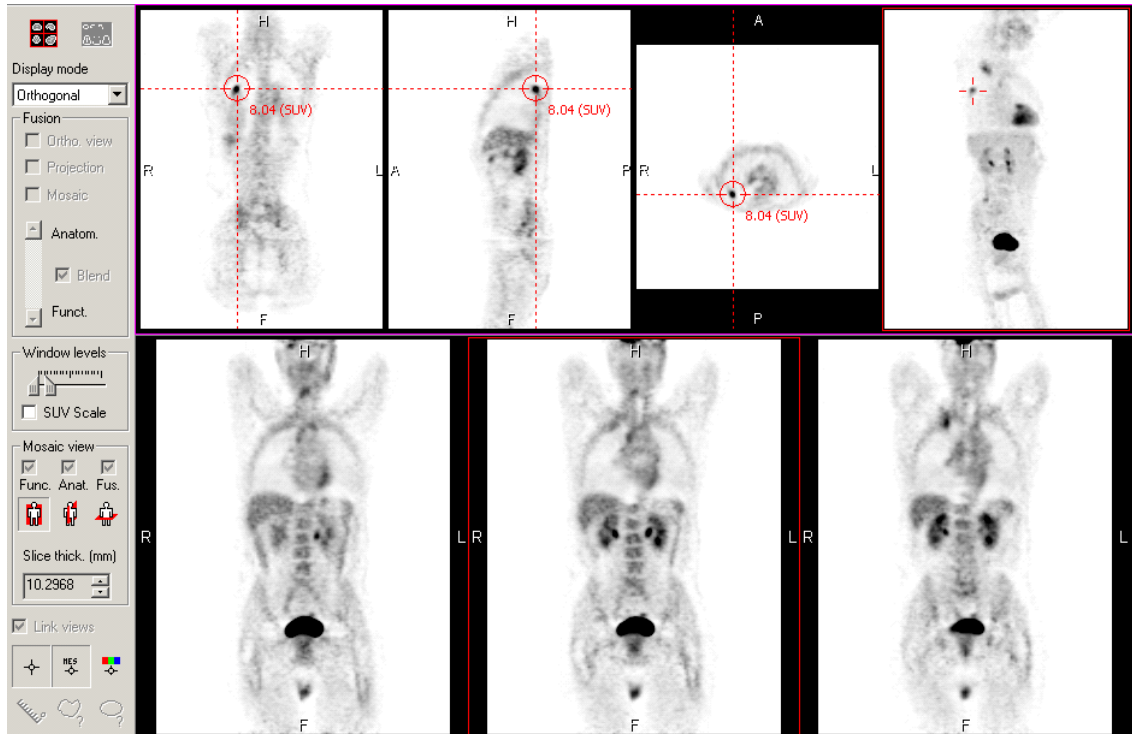 Display mode
Orthogonal
Fusion
Ortho. view
Projection
Mosaic
Anatom.
Blend
Funct.
Window levels
SUV Scale
Mosaic view
Func. Anat. Fus.
Slice thick. (mm)
10.2968
Link views
MES
? ?
H
R L
F
8.04 (SUV)
H
A P
F
8.04 (SUV)
A
R L
P
8.04 (SUV)
H
R L
F
H
R L
F
H
R L
F